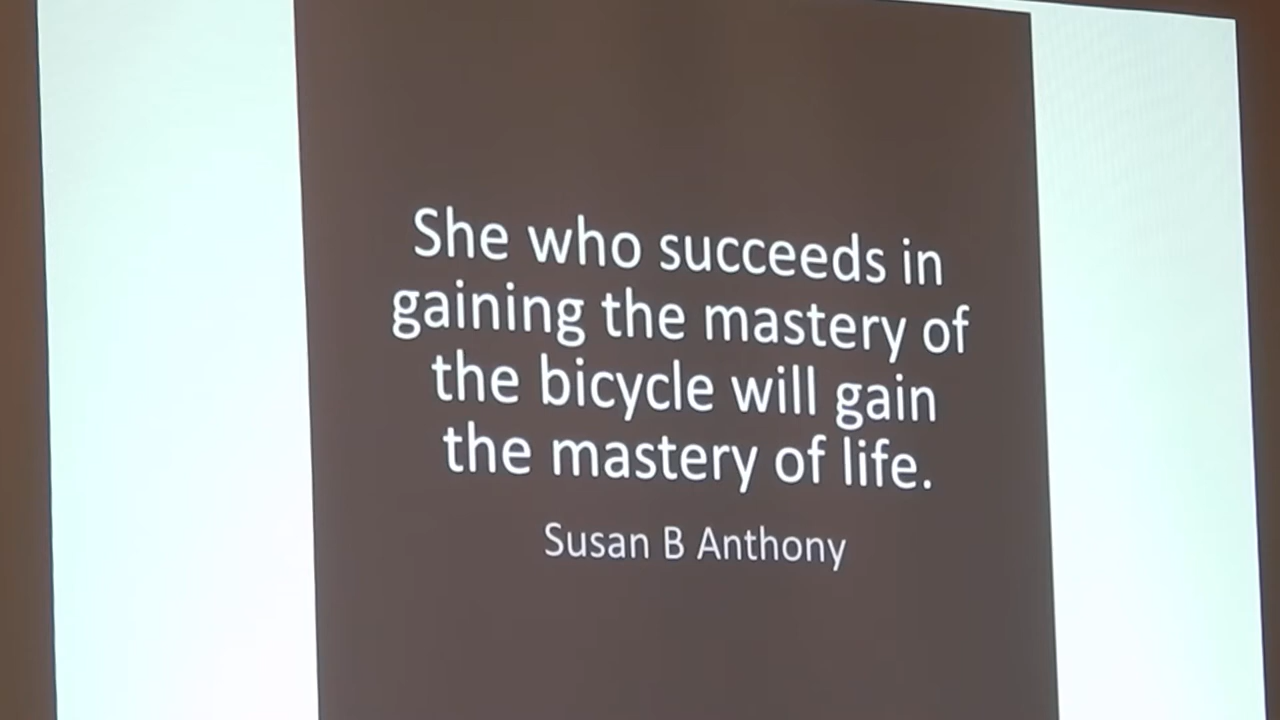 She who succeeds in
gaining the mastery of
the bicycle will gain
the mastery of life.
Susan B Anthony